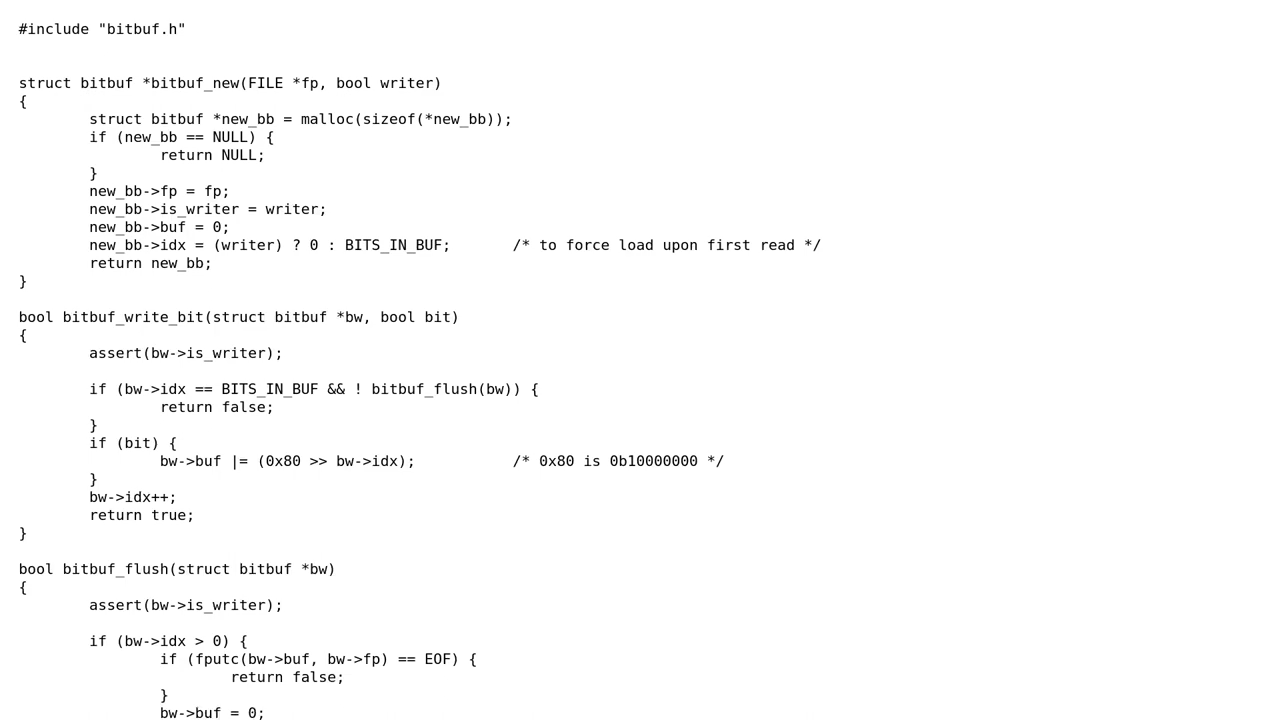 #include "bitbuf.h"


struct bitbuf *bitbuf_new(FILE *fp, bool writer)
{
        struct bitbuf *new_bb = malloc(sizeof(*new_bb));
        if (new_bb == NULL) {
                return NULL;
        }
        new_bb->fp = fp;
        new_bb->is_writer = writer;
        new_bb->buf = 0;
        new_bb->idx = (writer) ? 0 : BITS_IN_BUF;       /* to force load upon first read */
        return new_bb;
}

bool bitbuf_write_bit(struct bitbuf *bw, bool bit)
{
        assert(bw->is_writer);

        if (bw->idx == BITS_IN_BUF && ! bitbuf_flush(bw)) {
                return false;
        }
        if (bit) {
                bw->buf |= (0x80 >> bw->idx);           /* 0x80 is 0b10000000 */
        }
        bw->idx++;
        return true;
}

bool bitbuf_flush(struct bitbuf *bw)
{
        assert(bw->is_writer);

        if (bw->idx > 0) {
                if (fputc(bw->buf, bw->fp) == EOF) {
                        return false;
                }
                bw->buf = 0;